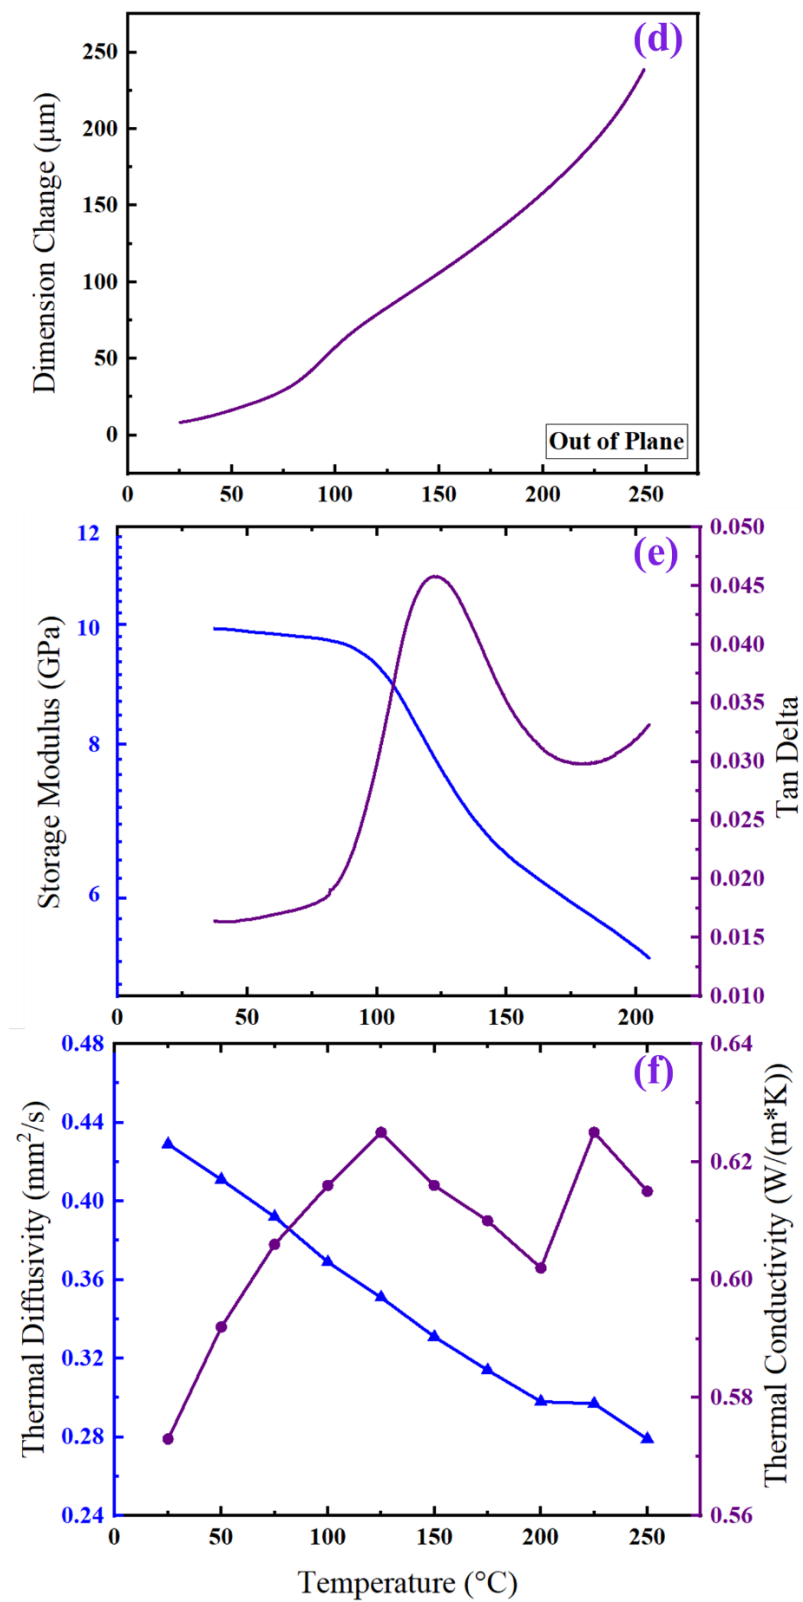 (d)
Dimension Change (μm)
250
200
150
100
50
0
Out of Plane
0 50 100 150 200 250
(e)
Storage Modulus (GPa)
12
10
8
6
0.050
0.045
0.040
0.035
0.030
0.025
0.020
0.015
0.010
Tan Delta
0 50 100 150 200
(f)
Thermal Diffusivity (mm²/s)
0.48
0.44
0.40
0.36
0.32
0.28
0.24
0.64
0.62
0.60
0.58
0.56
Thermal Conductivity (W/(m*K))
0 50 100 150 200 250
Temperature (°C)